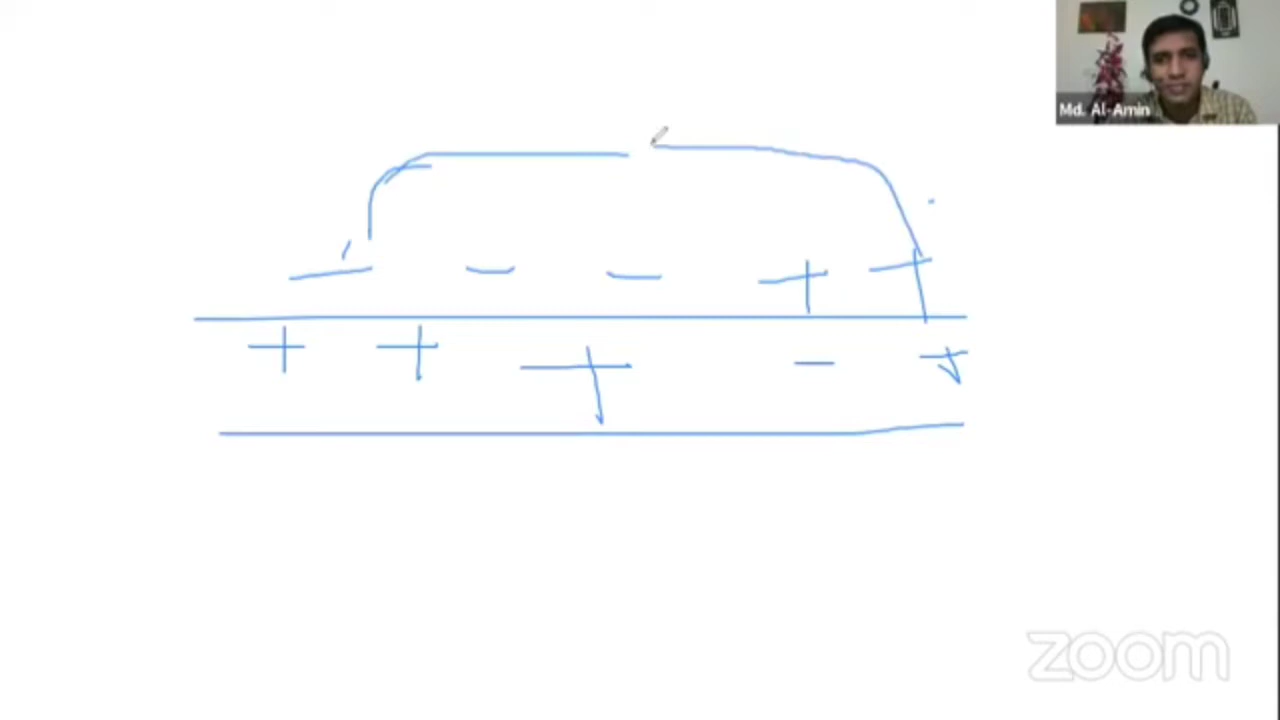 Md. Al-Amin
- - - + +
+ + + - +
zoom